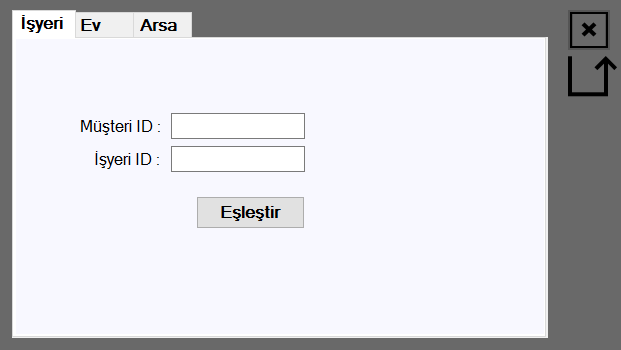 İşyeri Ev Arsa
Müşteri ID :
İşyeri ID :
Eşleştir